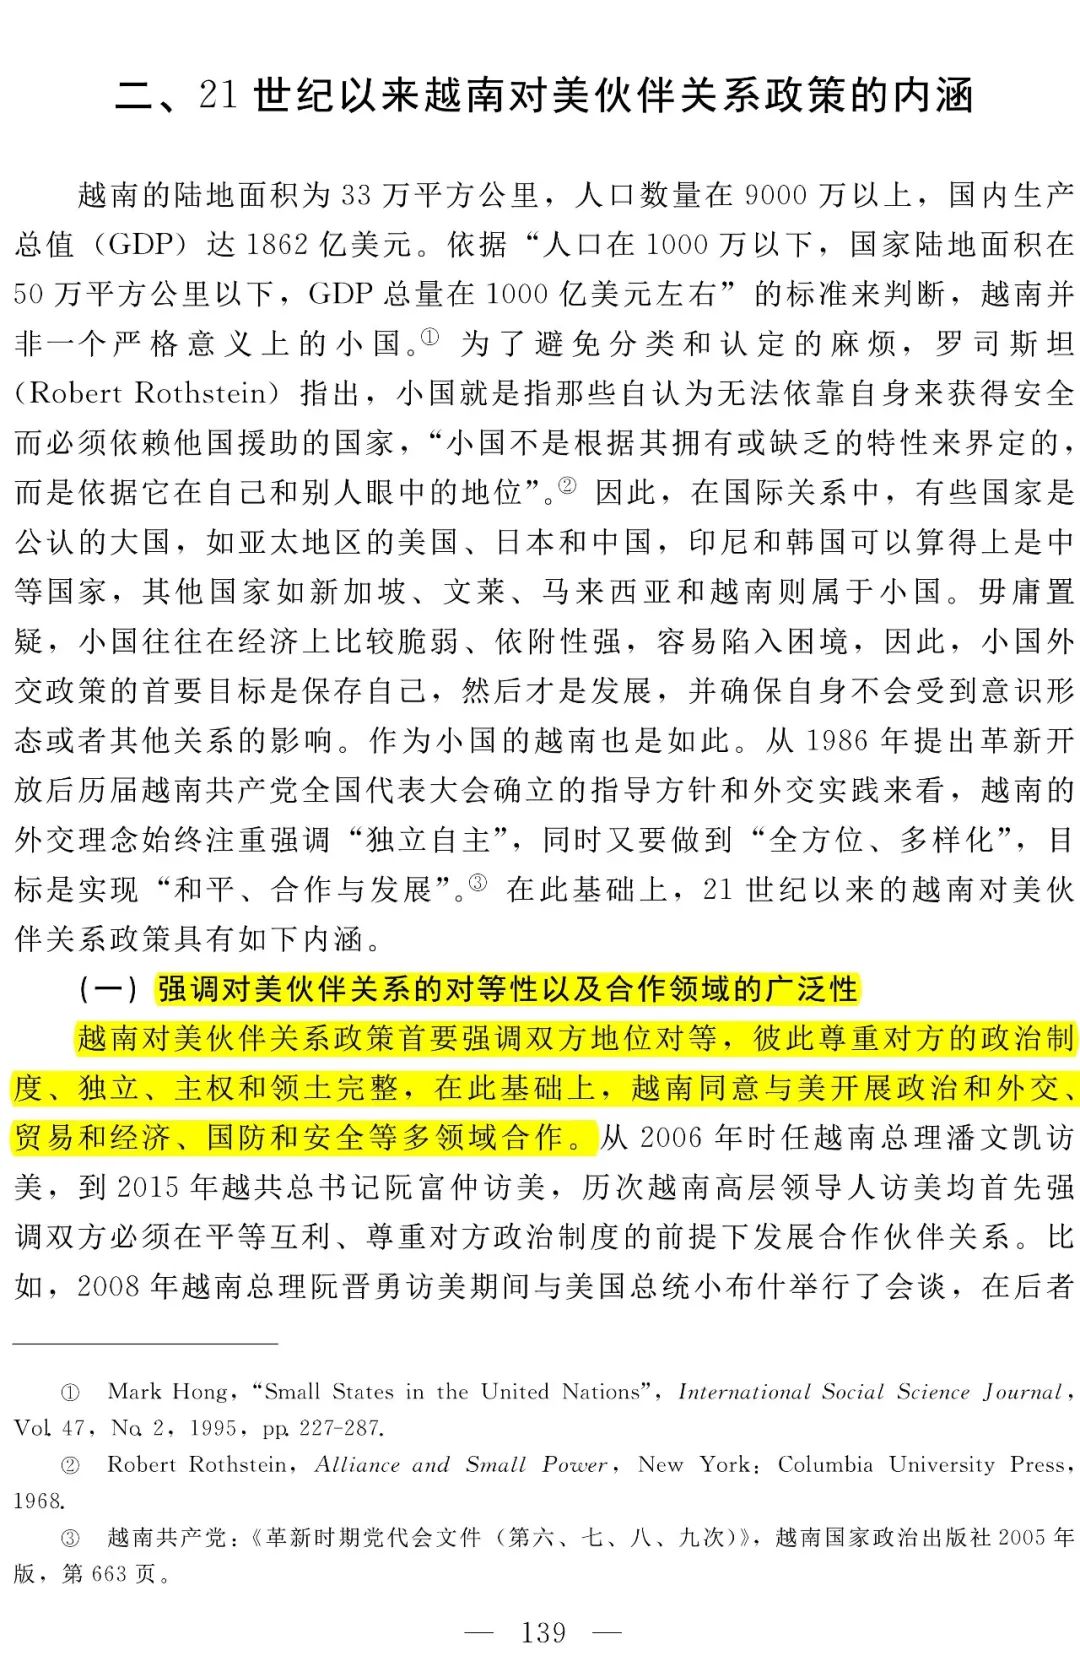 二、21 世纪以来越南对美伙伴关系政策的内涵
越南的陆地面积为 33 万平方公里，人口数量在 9000 万以上，国内生产
总值（GDP）达 1862 亿美元。依据“人口在 1000 万以下，国家陆地面积在
50 万平方公里以下，GDP 总量在 1000 亿美元左右”的标准来判断，越南并
非一个严格意义上的小国。① 为了避免分类和认定的麻烦，罗司斯坦
（Robert Rothstein）指出，小国就是指那些自认为无法依靠自身来获得安全
而必须依赖他国援助的国家，“小国不是根据其拥有或缺乏的特性来界定的，
而是依据它在自己和别人眼中的地位”。② 因此，在国际关系中，有些国家是
公认的大国，如亚太地区的美国、日本和中国，印尼和韩国可以算得上是中
等国家，其他国家如新加坡、文莱、马来西亚和越南则属于小国。毋庸置
疑，小国往往在经济上比较脆弱、依附性强，容易陷入困境，因此，小国外
交政策的首要目标是保存自己，然后才是发展，并确保自身不会受到意识形
态或者其他关系的影响。作为小国的越南也是如此。从 1986 年提出革新开
放后历届越南共产党全国代表大会确立的指导方针和外交实践来看，越南的
外交理念始终注重强调“独立自主”，同时又要做到“全方位、多样化”，目
标是实现“和平、合作与发展”。③ 在此基础上，21 世纪以来的越南对美伙
伴关系政策具有如下内涵。
（一）强调对美伙伴关系的对等性以及合作领域的广泛性
越南对美伙伴关系政策首要强调双方地位对等，彼此尊重对方的政治制
度、独立、主权和领土完整，在此基础上，越南同意与美开展政治和外交、
贸易和经济、国防和安全等多领域合作。从 2006 年时任越南总理潘文凯访
美，到 2015 年越共总书记阮富仲访美，历次越南高层领导人访美均首先强
调双方必须在平等互利、尊重对方政治制度的前提下发展合作伙伴关系。比
如，2008 年越南总理阮晋勇访美期间与美国总统小布什举行了会谈，在后者
① Mark Hong，“Small States in the United Nations”，International Social Science Journal，
Vol. 47，No. 2，1995，pp. 227-287.
② Robert Rothstein，Alliance and Small Power，New York：Columbia University Press，
1968.
③ 越南共产党：《革新时期党代会文件（第六、七、八、九次）》，越南国家政治出版社 2005 年
版，第 663 页。
— 139 —